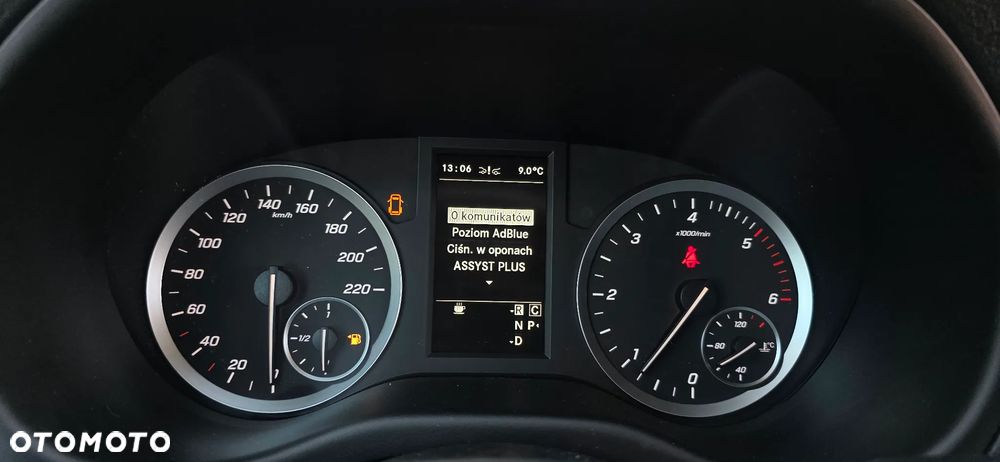 13:06 9.0°C
0 komunikatów
Poziom AdBlue
Ciśn. w oponach
ASSYST PLUS
R C
N P
D
20
40
60
80
100
120
140
160
180
200
220
km/h
1/2
1
0
1
2
3
4
5
6
x1000/min
40
80
120
°C
OTOMOTO